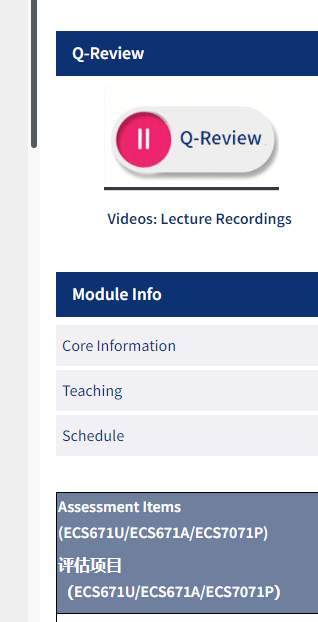 Q-Review
Q-Review
Videos: Lecture Recordings
Module Info
Core Information
Teaching
Schedule
Assessment Items
(ECS671U/ECS671A/ECS7071P)
评估项目
（ECS671U/ECS671A/ECS7071P）